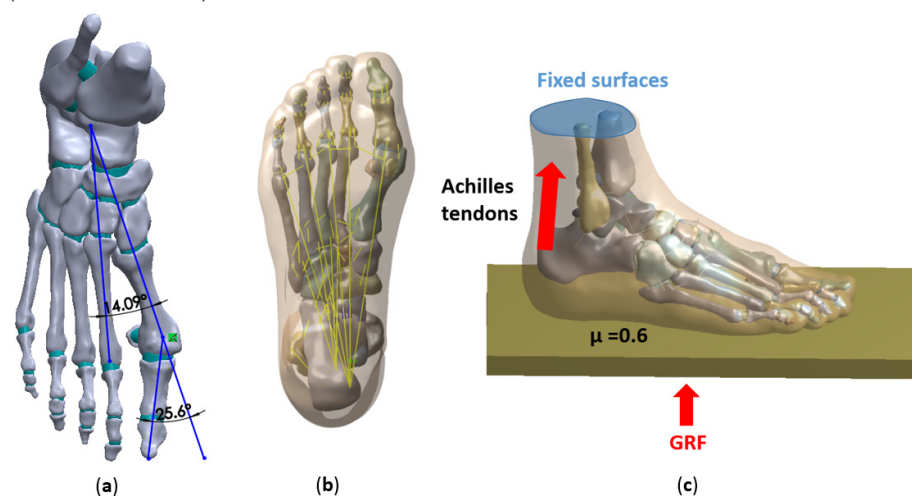 14.09°
25.6°
Fixed surfaces
Achilles
tendons
μ =0.6
GRF
(a)
(b)
(c)